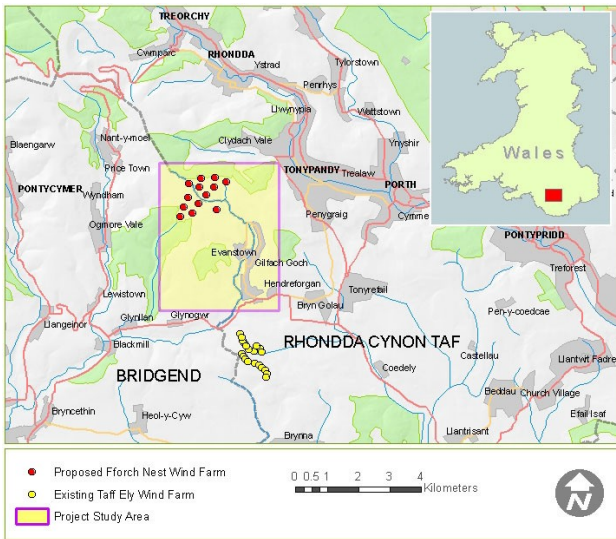 TREORCHY
Cwmparc
RHONDDA
Ystrad
Tylorstown
Penrhys
Llwynypia
Wattstown
Blaengarw
Nant-y-moel
Clydach Vale
Ynyshir
Price Town
TONYPANDY
Trealaw
PONTYCYMER
Wyndham
PORTH
Penygraig
Cymme
Ogmore Vale
Wales
PONTYPRIDD
Evanstown
Gilfach Goch
Treforest
Hendreforgan
Tonyrefail
Lewistown
Bryn Golau
Pen-y-coedcae
Glynllan
Glynogwr
Llangeinor
RHONDDA CYNON TAF
Blackmill
Castellau
Llantwit Fadre
Coedely
BRIDGEND
Beddau
Church Village
Bryncethin
Heol-y-Cyw
Efail Isaf
Brynna
Llantrisant
Proposed Fforch Nest Wind Farm
Existing Taff Ely Wind Farm
Project Study Area
0 0.5 1 2 3 4
Kilometers
N